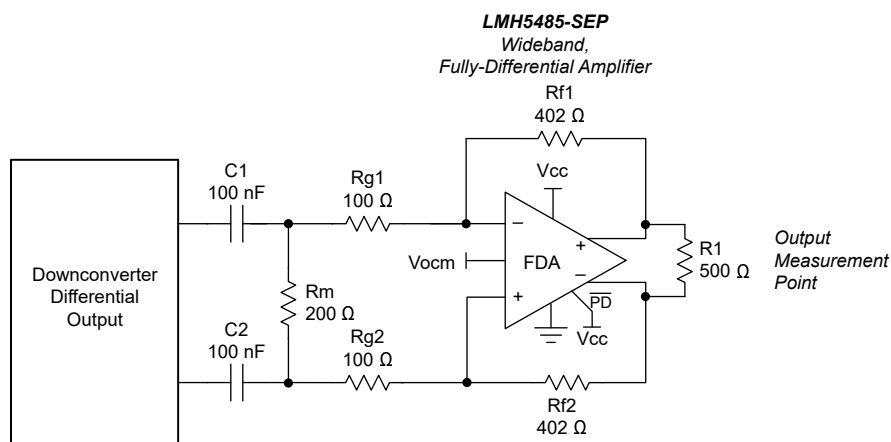 LMH5485-SEP
Wideband,
Fully-Differential Amplifier
Rf1
402 Ω
C1
100 nF
Rg1
100 Ω
Vcc
−
+
R1
500 Ω
Output
Measurement
Point
Downconverter
Differential
Output
Rm
200 Ω
Vocm
FDA
−
+
PD
Vcc
C2
100 nF
Rg2
100 Ω
Rf2
402 Ω